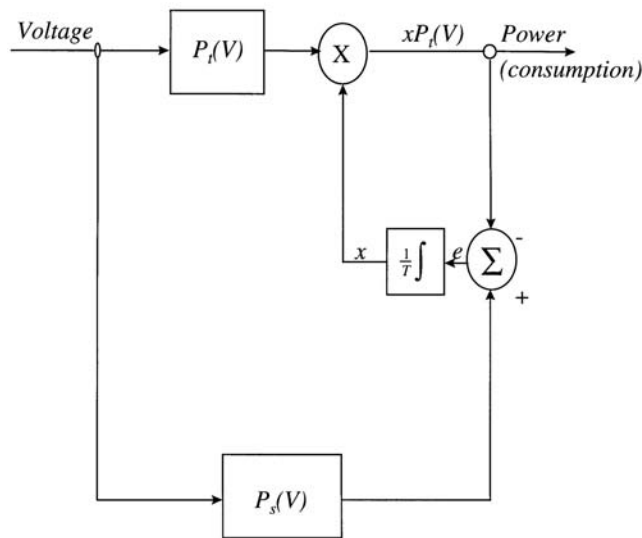 Voltage
P_t(V)
X
xP_t(V)
Power
(consumption)
x
1/T ∫
e
Σ
-
+
P_s(V)